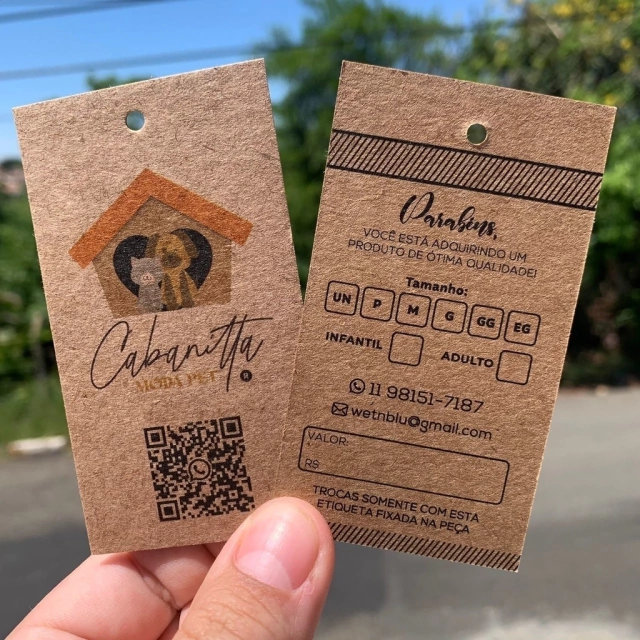 Cabanitta
MODA PET
®
Parabéns,
VOCÊ ESTÁ ADQUIRINDO UM
PRODUTO DE ÓTIMA QUALIDADE!
Tamanho:
UN P M G GG EG
INFANTIL ADULTO
11 98151-7187
wetnblu@gmail.com
VALOR:
R$
TROCAS SOMENTE COM ESTA
ETIQUETA FIXADA NA PEÇA